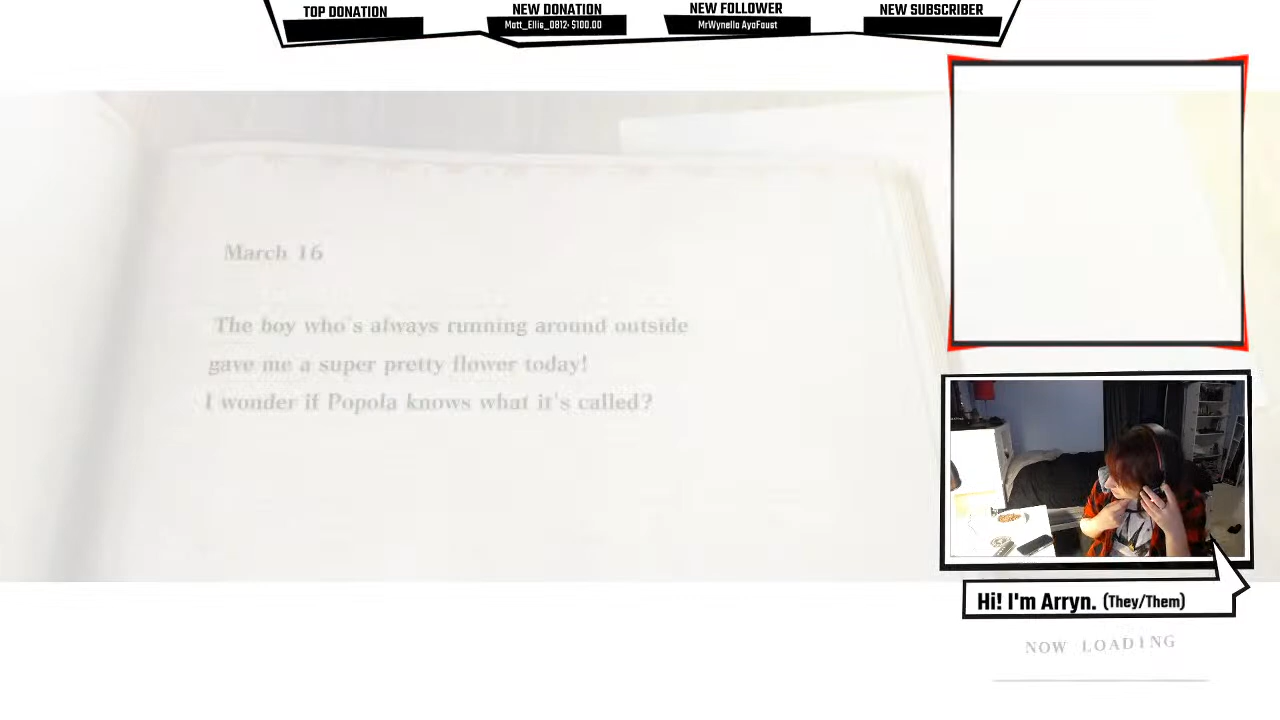 TOP DONATION
NEW DONATION
Matt_Ellis_0812: $100.00
NEW FOLLOWER
MrWynello AyoFaust
NEW SUBSCRIBER
March 16
The boy who's always running around outside
gave me a super pretty flower today!
I wonder if Popola knows what it's called?
Hi! I'm Arryn. (They/Them)
NOW LOADING